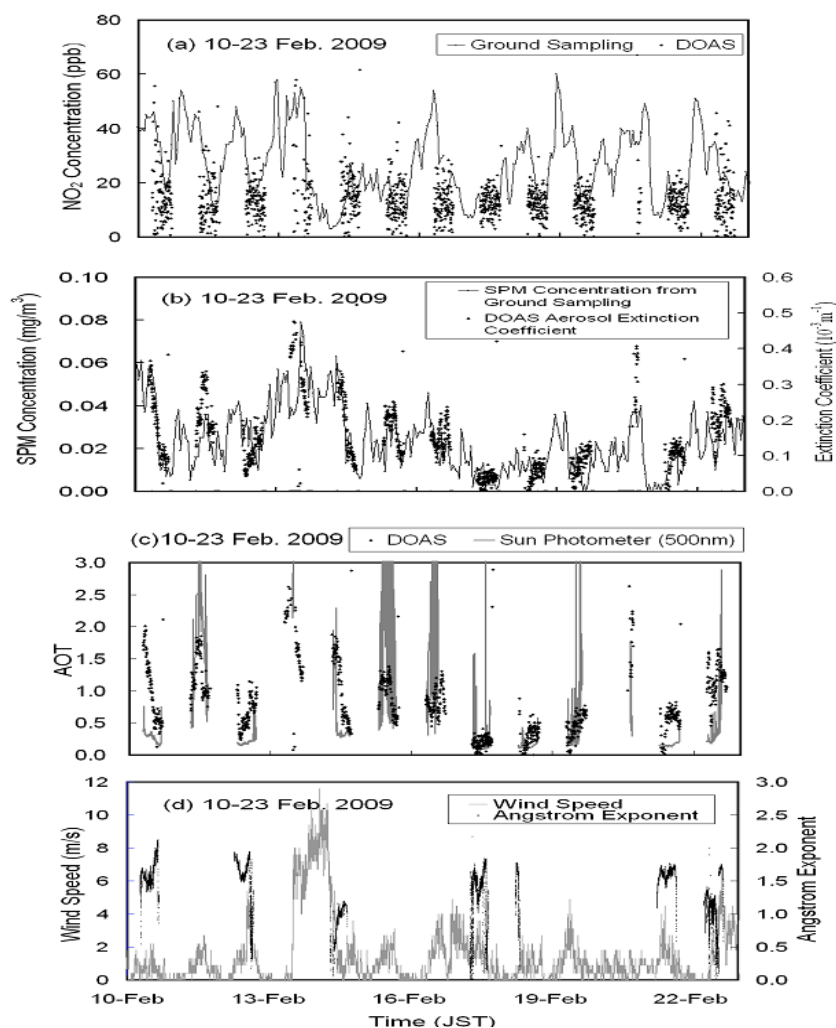 (a) 10-23 Feb. 2009
Ground Sampling
DOAS
NO₂ Concentration (ppb)
80
60
40
20
0
(b) 10-23 Feb. 2009
SPM Concentration from
Ground Sampling
DOAS Aerosol Extinction
Coefficient
SPM Concentration (mg/m³)
0.10
0.08
0.06
0.04
0.02
0.00
Extinction Coefficient (10⁻³m⁻¹)
0.6
0.5
0.4
0.3
0.2
0.1
0.0
(c)10-23 Feb. 2009
DOAS
Sun Photometer (500nm)
AOT
3.0
2.5
2.0
1.5
1.0
0.5
0.0
(d) 10-23 Feb. 2009
Wind Speed
Angstrom Exponent
Wind Speed (m/s)
12
10
8
6
4
2
0
Angstrom Exponent
3.0
2.5
2.0
1.5
1.0
0.5
0.0
10-Feb
13-Feb
16-Feb
19-Feb
22-Feb
Time (JST)